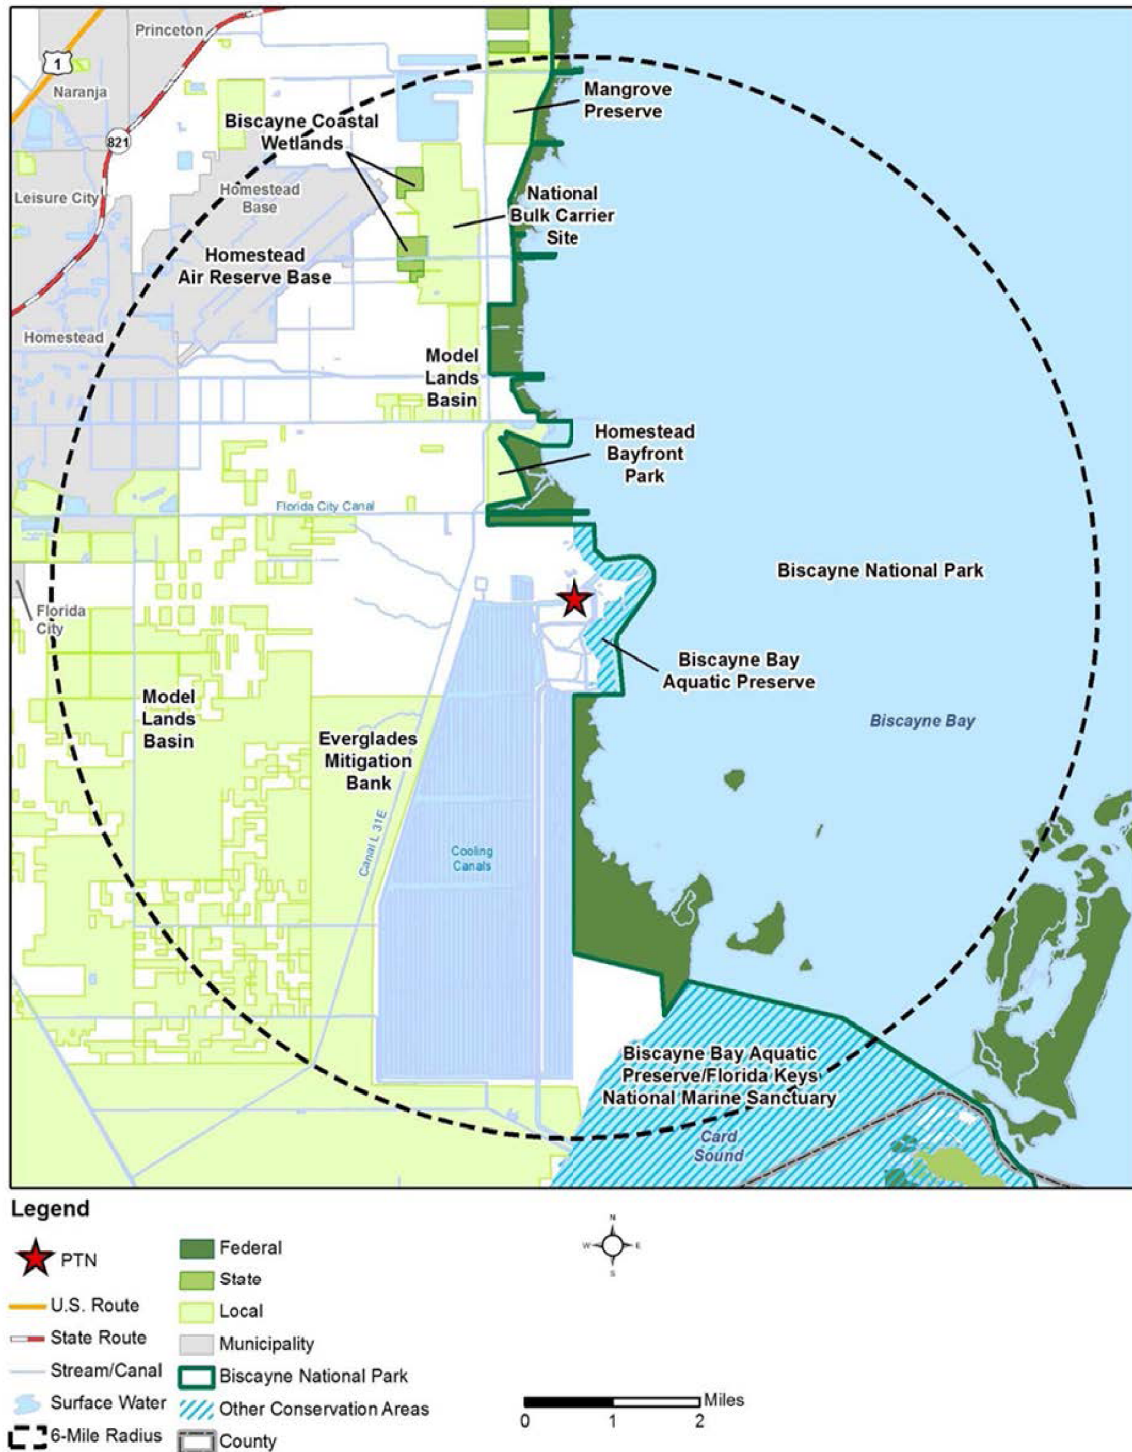 Princeton
1
Naranja
Mangrove
Preserve
Biscayne Coastal
Wetlands
821
Leisure City
Homestead
Base
National
Bulk Carrier
Site
Homestead
Air Reserve Base
Homestead
Model
Lands
Basin
Homestead
Bayfront
Park
Florida City Canal
Biscayne National Park
Florida
City
Biscayne Bay
Aquatic Preserve
Model
Lands
Basin
Everglades
Mitigation
Bank
Biscayne Bay
Canal L 31E
Cooling
Canals
Biscayne Bay Aquatic
Preserve/Florida Keys
National Marine Sanctuary
Card
Sound
Legend
PTN
U.S. Route
State Route
Stream/Canal
Surface Water
6-Mile Radius
Federal
State
Local
Municipality
Biscayne National Park
Other Conservation Areas
County
N
W E
S
Miles
0 1 2